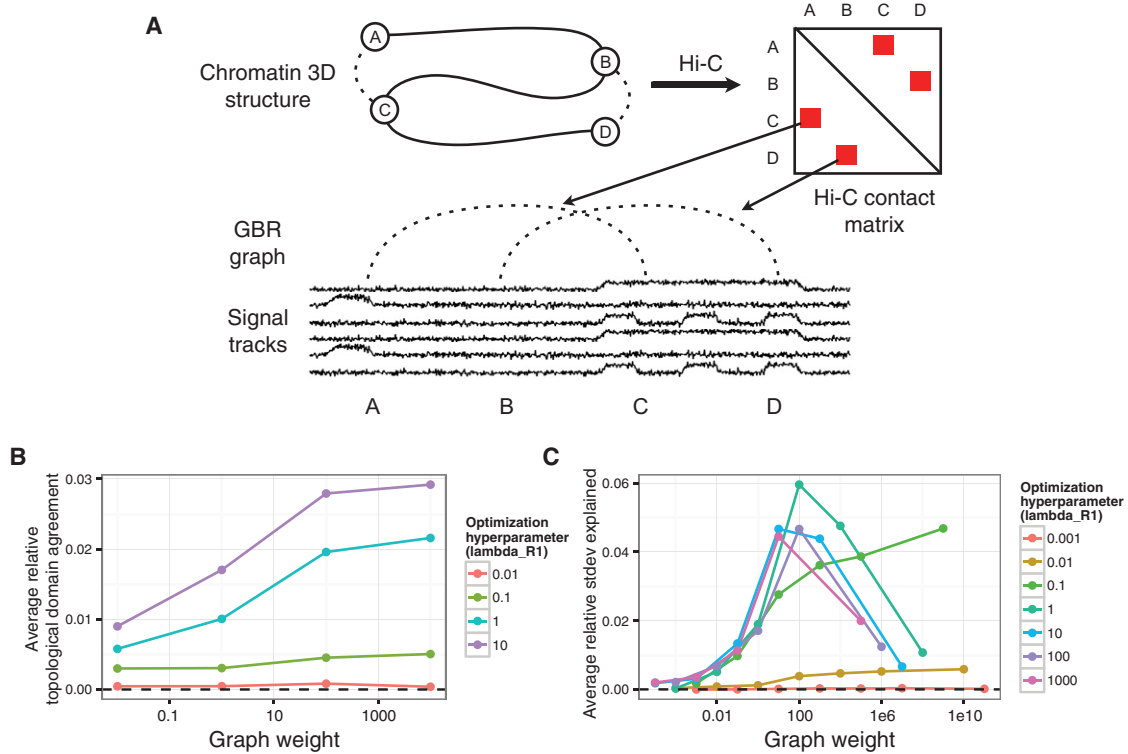 A
A B C D
A
B
C
D
Chromatin 3D
structure
A
B
C
D
Hi-C
Hi-C contact
matrix
GBR
graph
Signal
tracks
A B C D
B
Average relative
topological domain agreement
0.03
0.02
0.01
0.00
0.1 10 1000
Graph weight
Optimization
hyperparameter
(lambda_R1)
0.01
0.1
1
10
C
Average relative stdev explained
0.06
0.04
0.02
0.00
0.01 100 1e6 1e10
Graph weight
Optimization
hyperparameter
(lambda_R1)
0.001
0.01
0.1
1
10
100
1000